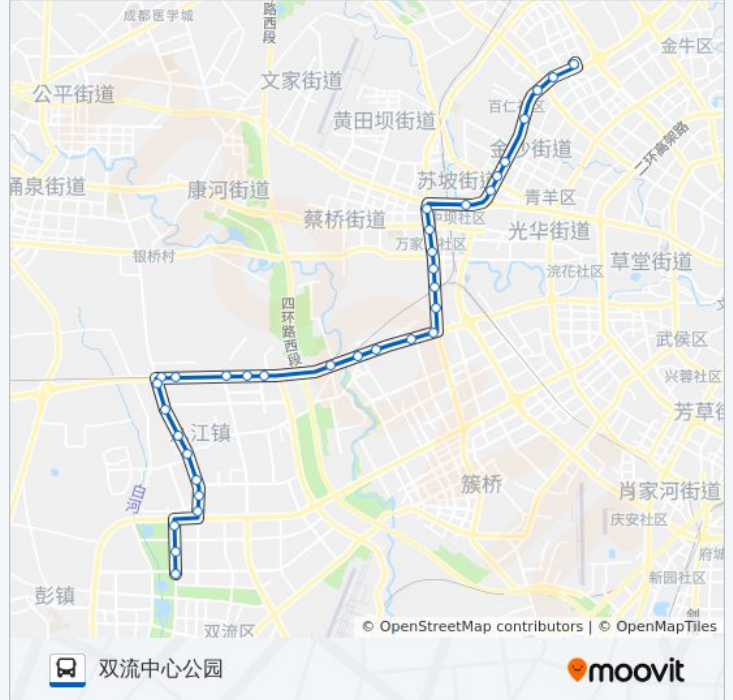 成都医学城
路西段
金牛区
文家街道
公平街道
百仁
区
黄田坝街道
二环高架路
金沙街道
苏坡街道
涌泉街道
康河街道
青羊区
蔡桥街道
中坝社区
光华街道
万家
社区
银桥村
草堂街道
浣花社区
四环路西段
武侯区
兴蓉社区
芳草街
江镇
簇桥
白河
肖家河街道
庆安社区
府城
新园社区
彭镇
双流区
© OpenStreetMap contributors | © OpenMapTiles
双流中心公园
moovit